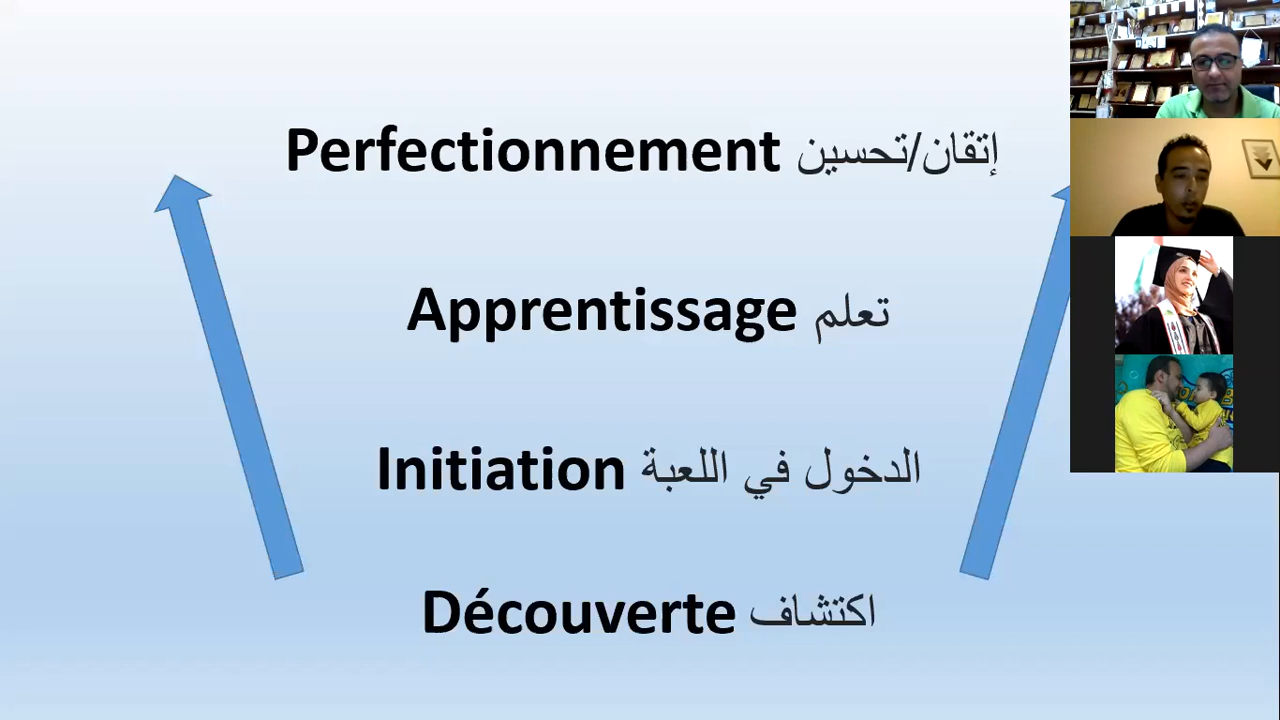 Perfectionnement إتقان/تحسين
Apprentissage تعلم
Initiation الدخول في اللعبة
Découverte اكتشاف